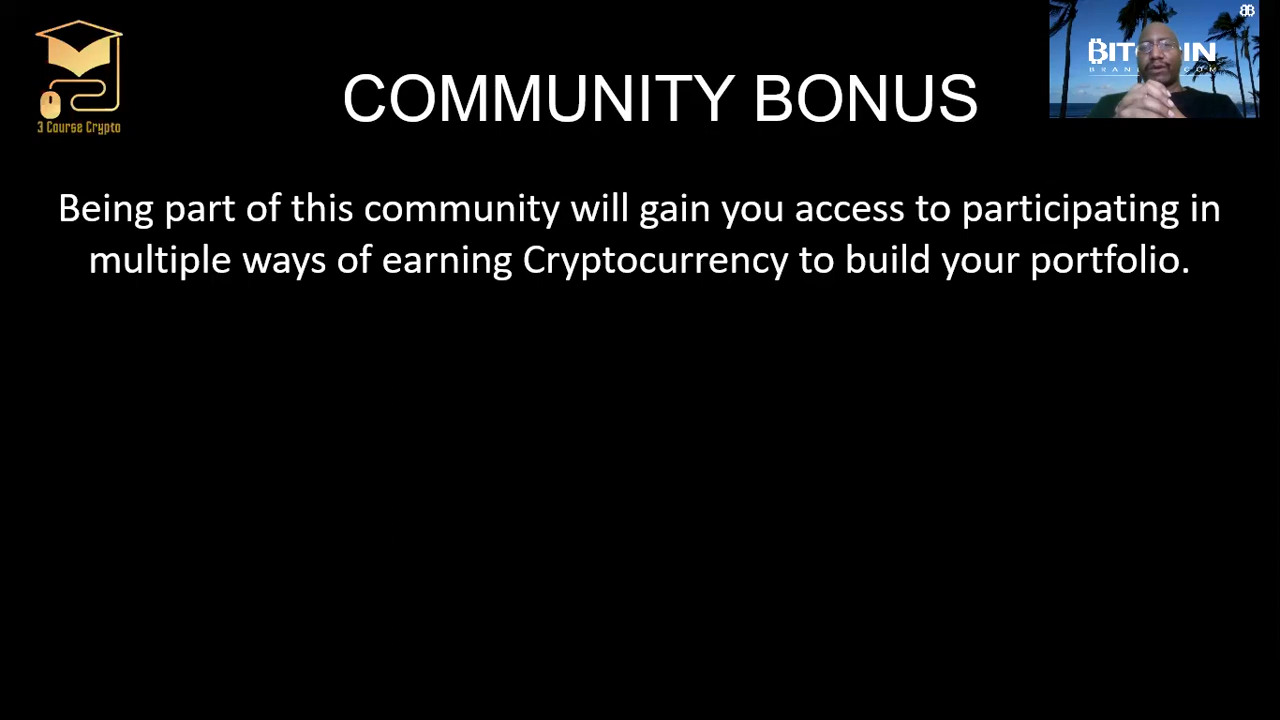 COMMUNITY BONUS
3 Course Crypto
Being part of this community will gain you access to participating in
multiple ways of earning Cryptocurrency to build your portfolio.